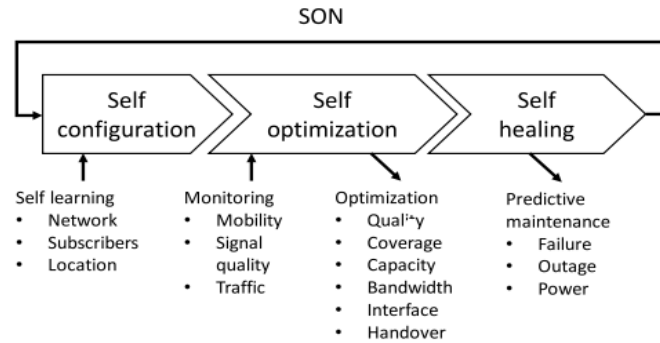 SON
Self
configuration
Self
optimization
Self
healing
Self learning
• Network
• Subscribers
• Location
Monitoring
• Mobility
• Signal
quality
• Traffic
Optimization
• Quality
• Coverage
• Capacity
• Bandwidth
• Interface
• Handover
Predictive
maintenance
• Failure
• Outage
• Power